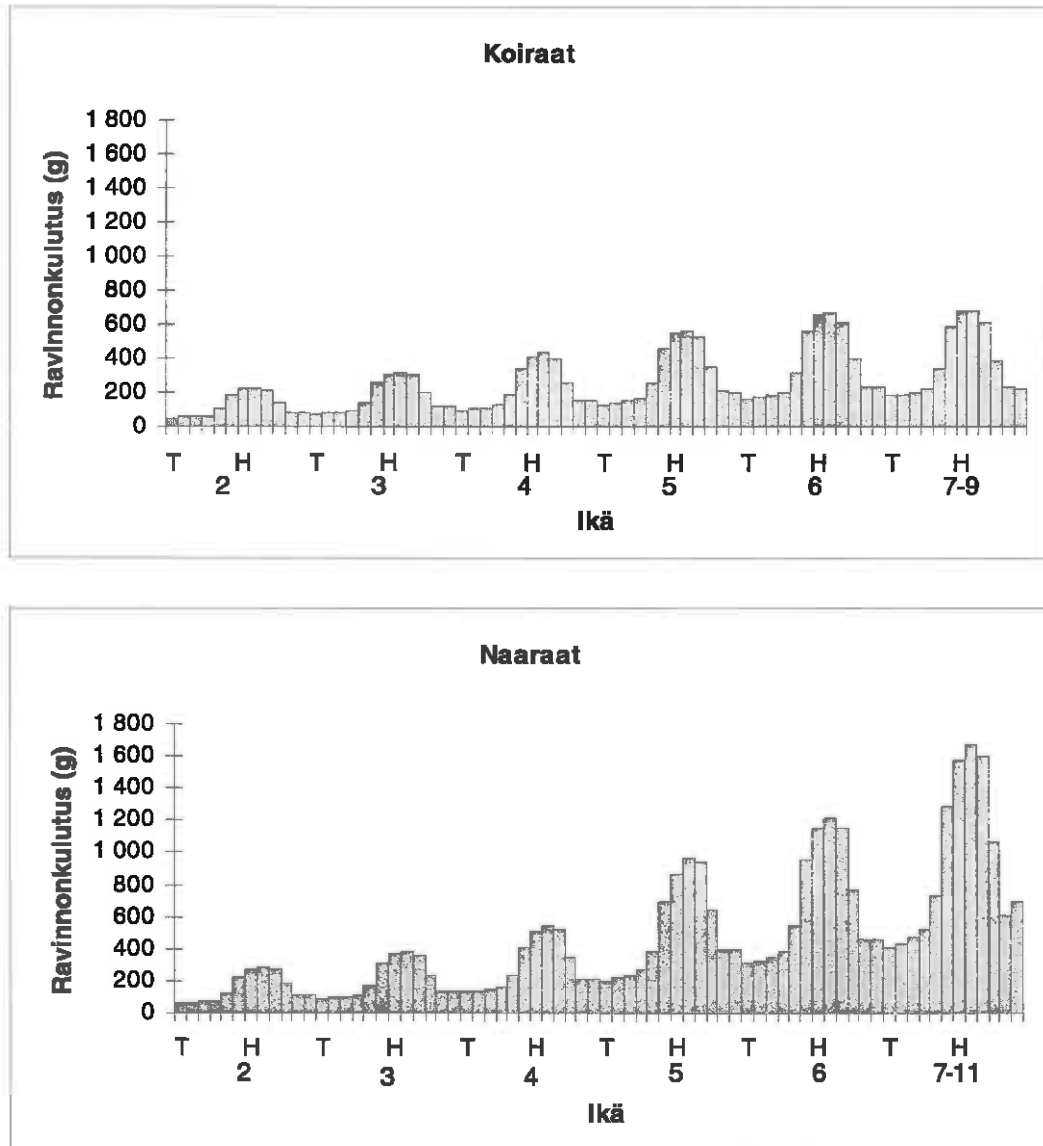 Koiraat
Ravinnonkulutus (g)
1 800
1 600
1 400
1 200
1 000
800
600
400
200
0
T H T H T H T H T H T H
2 3 4 5 6 7-9
Ikä
Naaraat
Ravinnonkulutus (g)
1 800
1 600
1 400
1 200
1 000
800
600
400
200
0
T H T H T H T H T H T H
2 3 4 5 6 7-11
Ikä